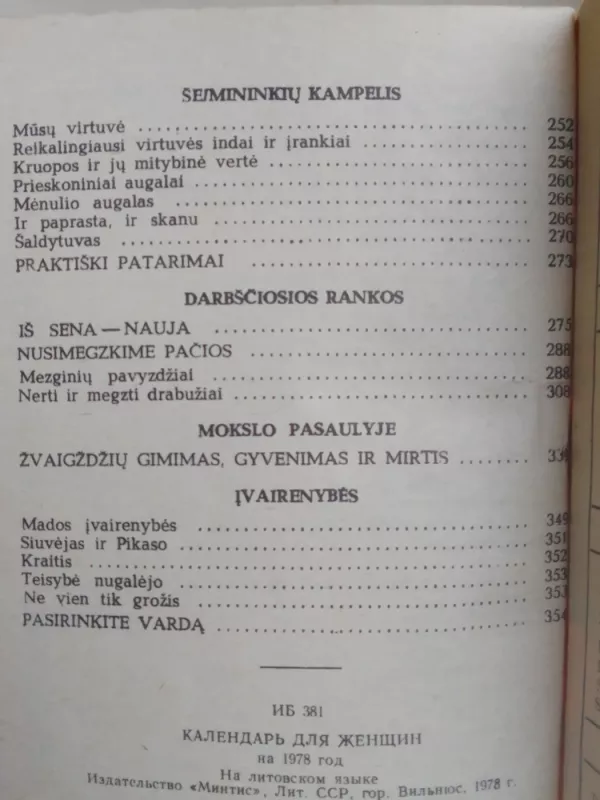 ŠEIMININKIŲ KAMPELIS
Mūsų virtuvė 252
Reikalingiausi virtuvės indai ir įrankiai 254
Kruopos ir jų mitybinė vertė 256
Prieskoniniai augalai 260
Mėnulio augalas 266
Ir paprasta, ir skanu 266
Šaldytuvas 270
PRAKTIŠKI PATARIMAI 273
DARBŠČIOSIOS RANKOS
IŠ SENA — NAUJA 275
NUSIMEGZKIME PAČIOS 288
Mezginių pavyzdžiai 288
Nerti ir megzti drabužiai 308
MOKSLO PASAULYJE
ŽVAIGŽDŽIŲ GIMIMAS, GYVENIMAS IR MIRTIS
ĮVAIRENYBĖS
Mados įvairenybės 349
Siuvėjas ir Pikaso 351
Kraitis 352
Teisybė nugalėjo 353
Ne vien tik grožis 353
PASIRINKITE VARDĄ 354
ИБ 381
КАЛЕНДАРЬ ДЛЯ ЖЕНЩИН
на 1978 год
На литовском языке
Издательство «Минтис», Лит. ССР, гор. Вильнюс, 1978 г.